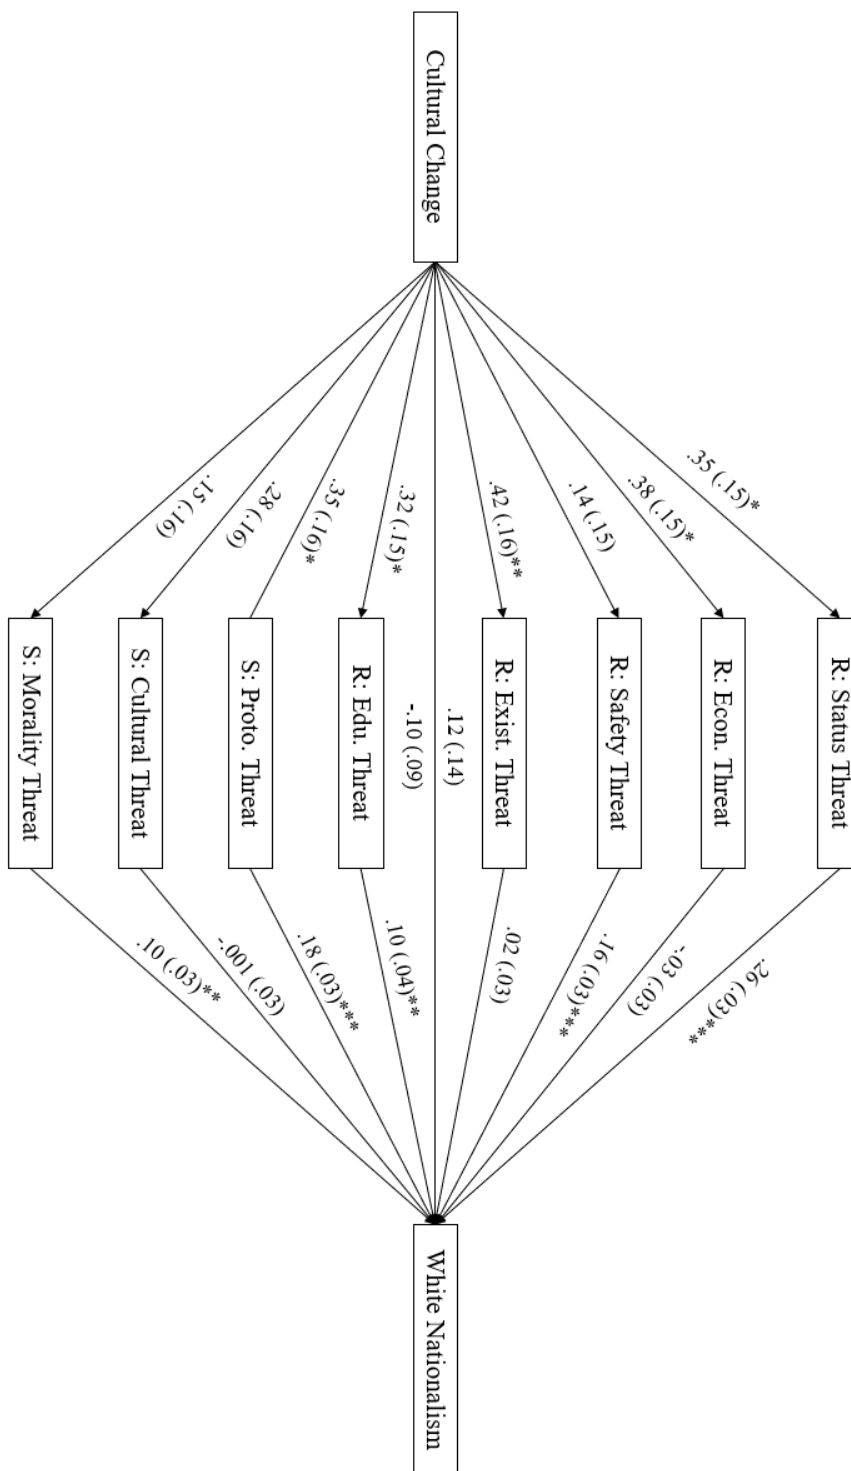 Cultural Change
.35 (.15)*
.38 (.15)*
.14 (.15)
.42 (.16)**
.32 (.15)*
.35 (.16)*
.28 (.16)
.15 (.16)
R: Status Threat
R: Econ. Threat
R: Safety Threat
R: Exist. Threat
.12 (.14)
-.10 (.09)
R: Edu. Threat
S: Proto. Threat
S: Cultural Threat
S: Morality Threat
.26 (.03)***
-.03 (.03)
.16 (.03)***
.02 (.03)
.10 (.04)**
.18 (.03)***
-.001 (.03)
.10 (.03)**
White Nationalism